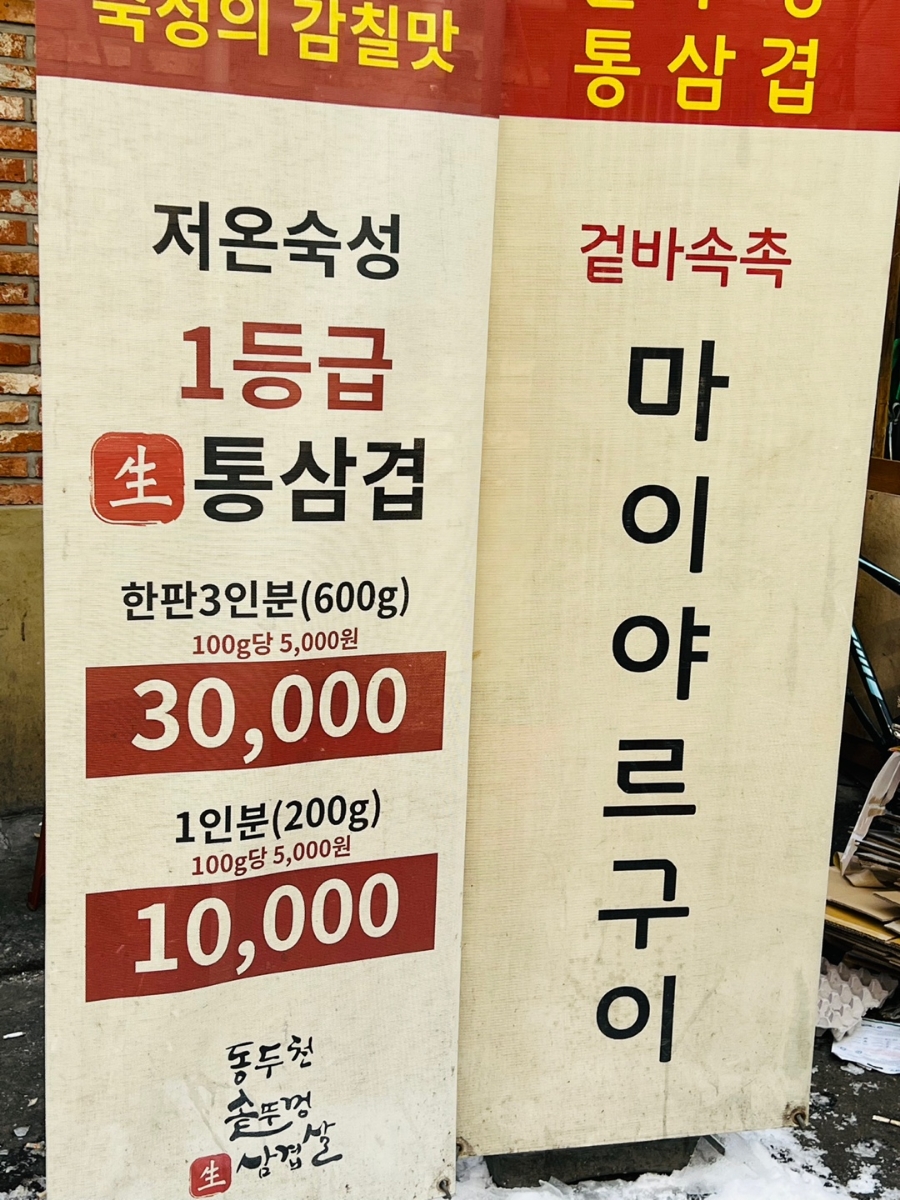 숙성의 감칠맛
저온숙성
1등급
生 통삼겹
한판3인분(600g)
100g당 5,000원
30,000
1인분(200g)
100g당 5,000원
10,000
동두천
솥뚜껑
삼겹살
生
통삼겹
겉바속촉
마이야르구이